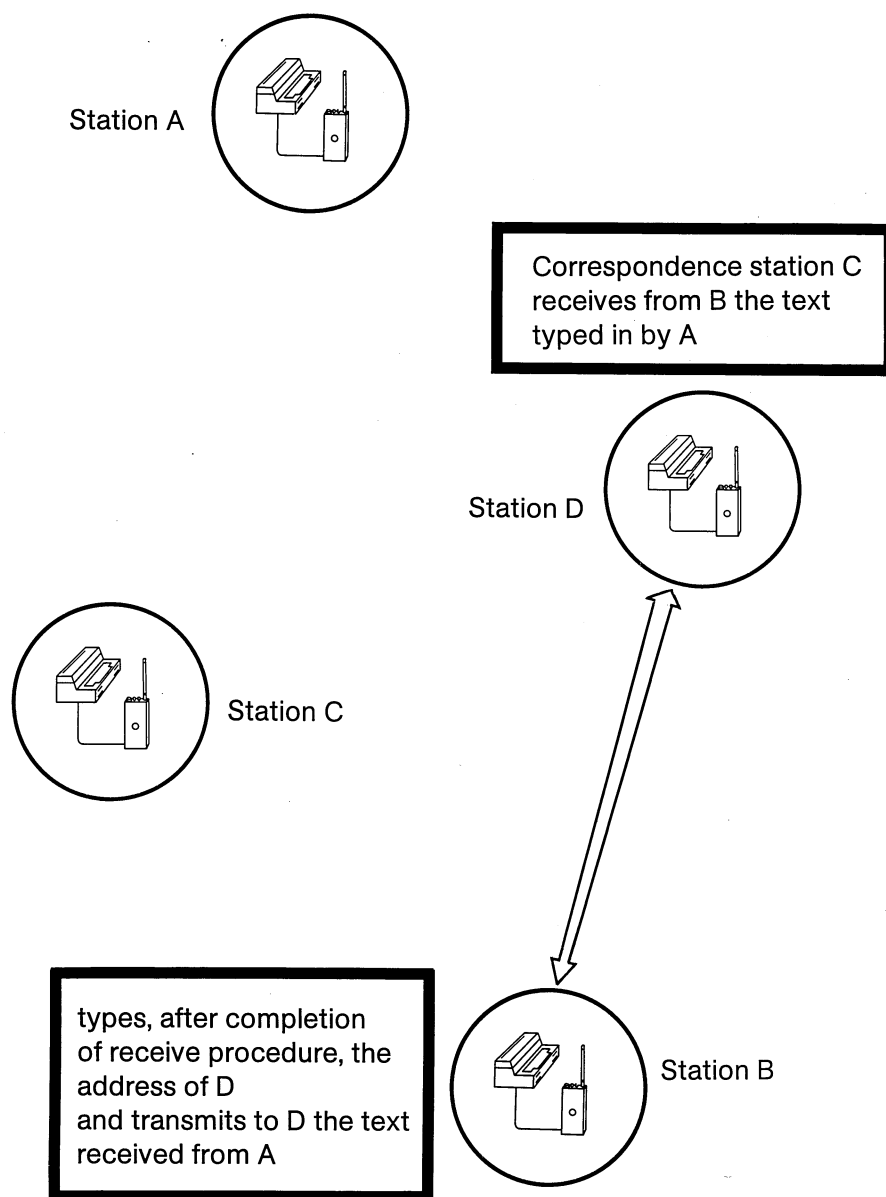 Station A
Correspondence station C
receives from B the text
typed in by A
Station D
Station C
types, after completion
of receive procedure, the
address of D
and transmits to D the text
received from A
Station B